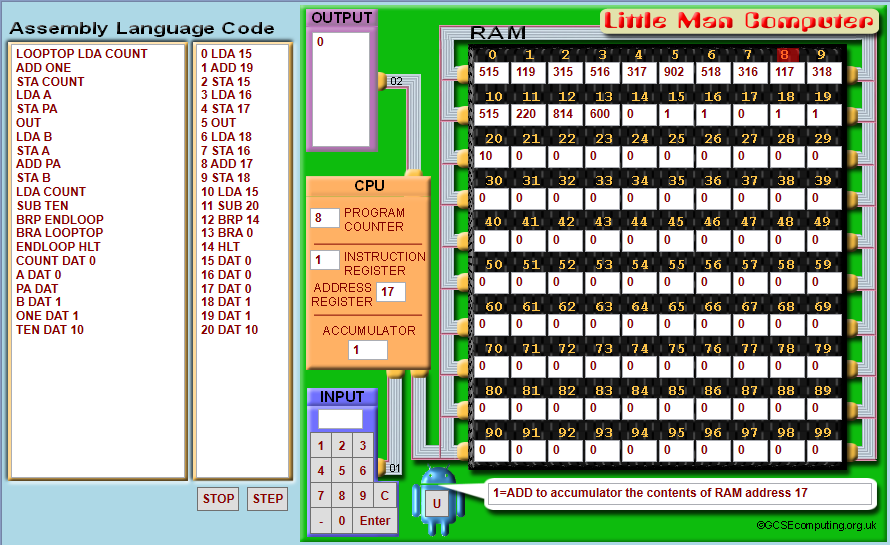 Assembly Language Code
LOOPTOP LDA COUNT
ADD ONE
STA COUNT
LDA A
STA PA
OUT
LDA B
STA A
ADD PA
STA B
LDA COUNT
SUB TEN
BRP ENDLOOP
BRA LOOPTOP
ENDLOOP HLT
COUNT DAT 0
A DAT 0
PA DAT
B DAT 1
ONE DAT 1
TEN DAT 10
0 LDA 15
1 ADD 19
2 STA 15
3 LDA 16
4 STA 17
5 OUT
6 LDA 18
7 STA 16
8 ADD 17
9 STA 18
10 LDA 15
11 SUB 20
12 BRP 14
13 BRA 0
14 HLT
15 DAT 0
16 DAT 0
17 DAT 0
18 DAT 1
19 DAT 1
20 DAT 10
STOP STEP
OUTPUT
0
02
CPU
8 PROGRAM
COUNTER
1 INSTRUCTION
REGISTER
ADDRESS
REGISTER 17
ACCUMULATOR
1
INPUT
1 2 3
4 5 6
7 8 9 C
- 0 Enter
01
Little Man Computer
RAM
0 1 2 3 4 5 6 7 8 9
515 119 315 516 317 902 518 316 117 318
10 11 12 13 14 15 16 17 18 19
515 220 814 600 0 1 1 0 1 1
20 21 22 23 24 25 26 27 28 29
10 0 0 0 0 0 0 0 0 0
30 31 32 33 34 35 36 37 38 39
0 0 0 0 0 0 0 0 0 0
40 41 42 43 44 45 46 47 48 49
0 0 0 0 0 0 0 0 0 0
50 51 52 53 54 55 56 57 58 59
0 0 0 0 0 0 0 0 0 0
60 61 62 63 64 65 66 67 68 69
0 0 0 0 0 0 0 0 0 0
70 71 72 73 74 75 76 77 78 79
0 0 0 0 0 0 0 0 0 0
80 81 82 83 84 85 86 87 88 89
0 0 0 0 0 0 0 0 0 0
90 91 92 93 94 95 96 97 98 99
0 0 0 0 0 0 0 0 0 0
U
1=ADD to accumulator the contents of RAM address 17
©GCSEcomputing.org.uk